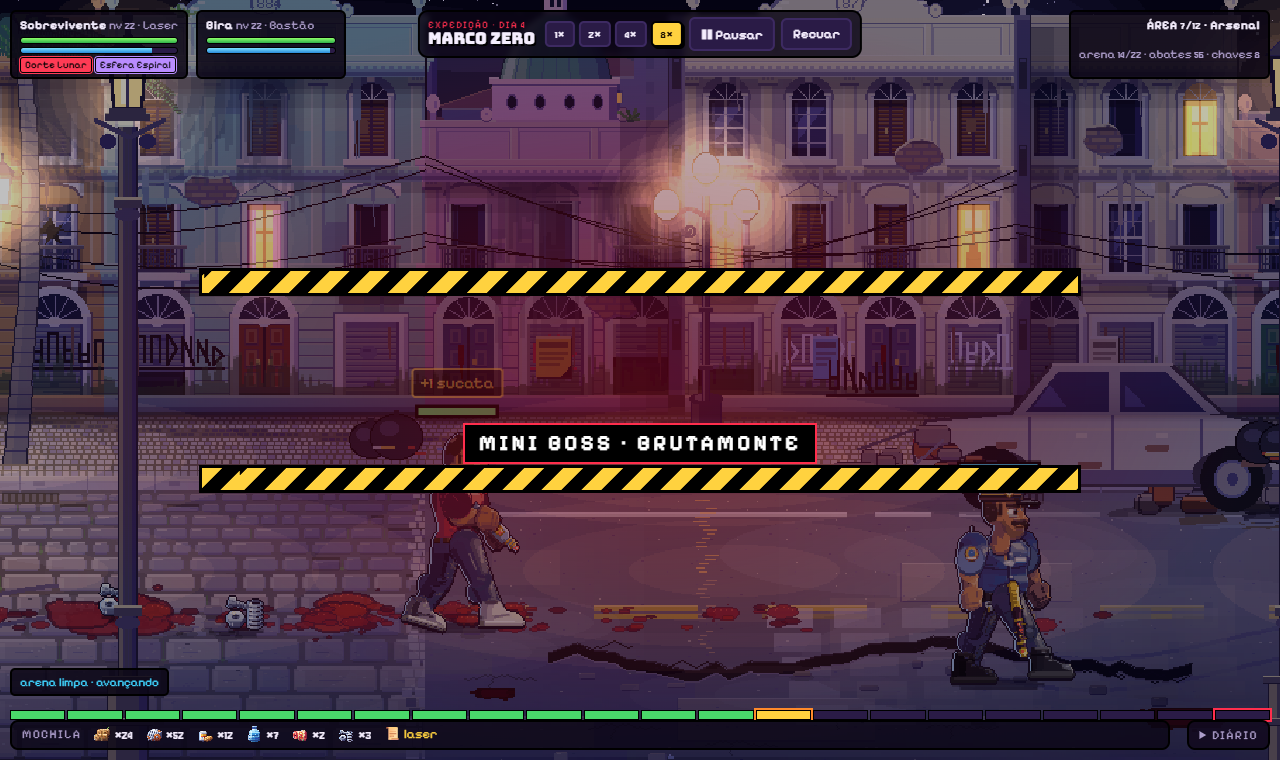 Sobrevivente nv 22 · Laser
Corte Lunar
Esfera Espiral
Gira nv 22 · Bastão
EXPEDIÇÃO · DIA 4
MARCO ZERO
1×
2×
4×
8×
Pausar
Recuar
ÁREA 7/12 · Arsenal
arena 14/22 · abates 56 · chaves 8
+1 sucata
MINI BOSS · BRUTAMONTE
arena limpa · avançando
MOCHILA ×24 ×52 ×12 ×7 ×2 ×3 laser
▶ DIÁRIO